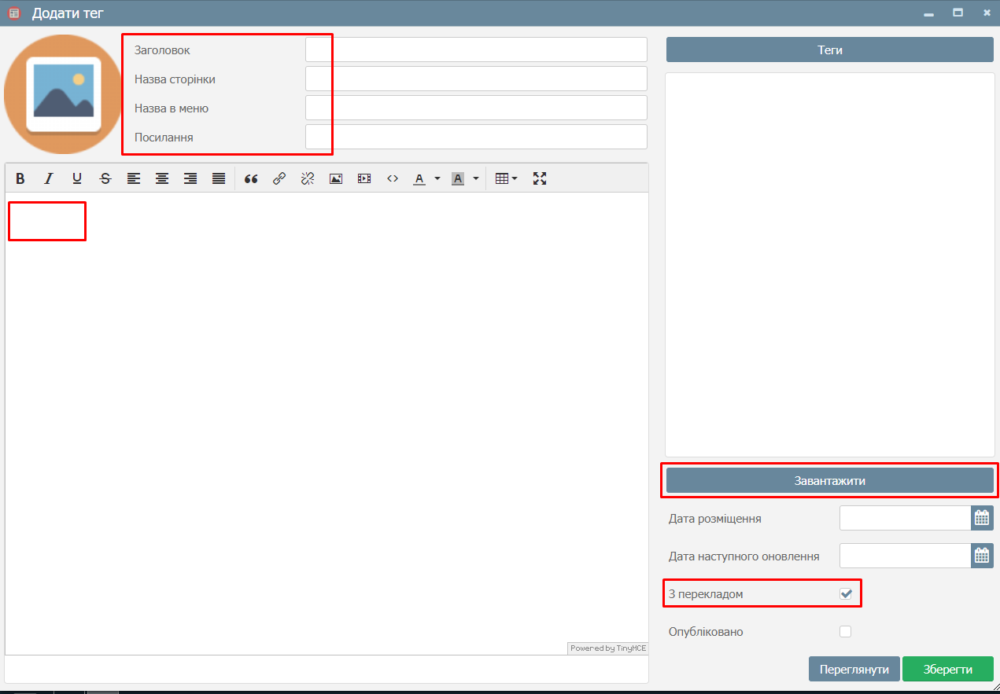 Додати тег
Заголовок
Назва сторінки
Назва в меню
Посилання
B I U S A A
Powered by TinyMCE
Теги
Завантажити
Дата розміщення
Дата наступного оновлення
З перекладом
Опубліковано
Переглянути Зберегти